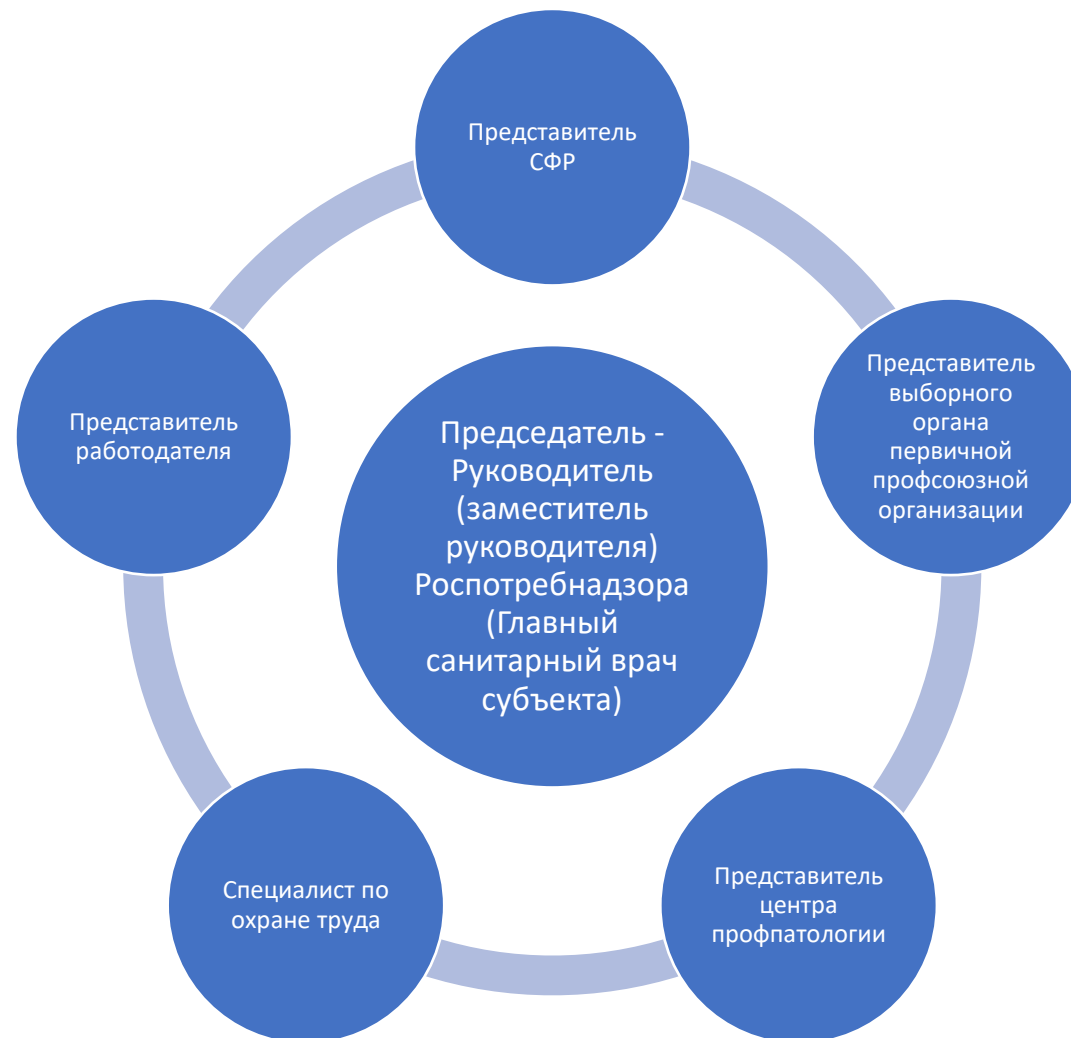 Представитель
СФР
Представитель
выборного
органа
первичной
профсоюзной
организации
Представитель
центра
профпатологии
Специалист по
охране труда
Представитель
работодателя
Председатель -
Руководитель
(заместитель
руководителя)
Роспотребнадзора
(Главный
санитарный врач
субъекта)